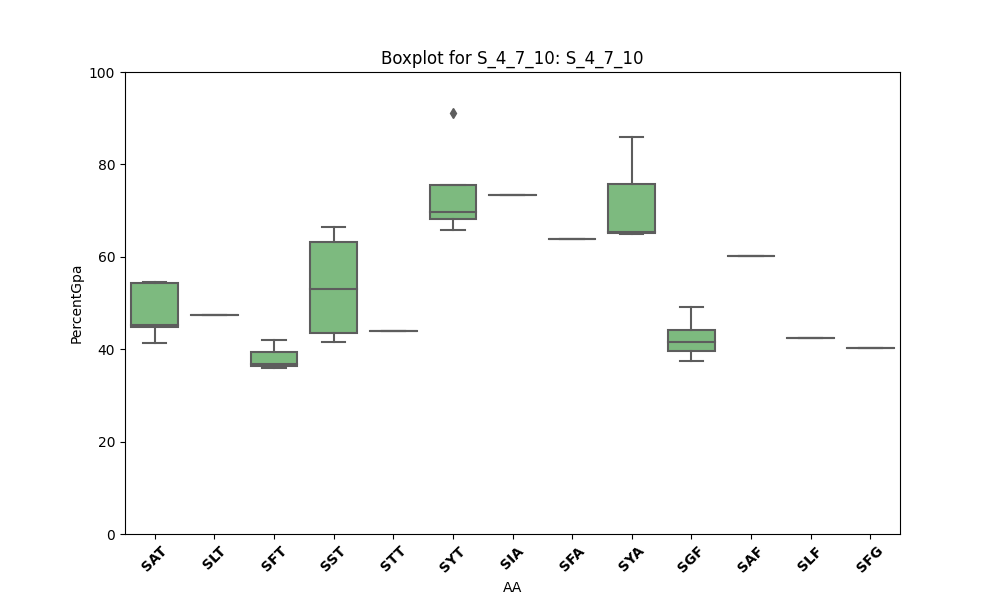 Boxplot for S_4_7_10: S_4_7_10
100
80
60
40
20
0
PercentGpa
SAT
SLT
SFT
SST
STT
SYT
SIA
SFA
SYA
SGF
SAF
SLF
SFG
AA